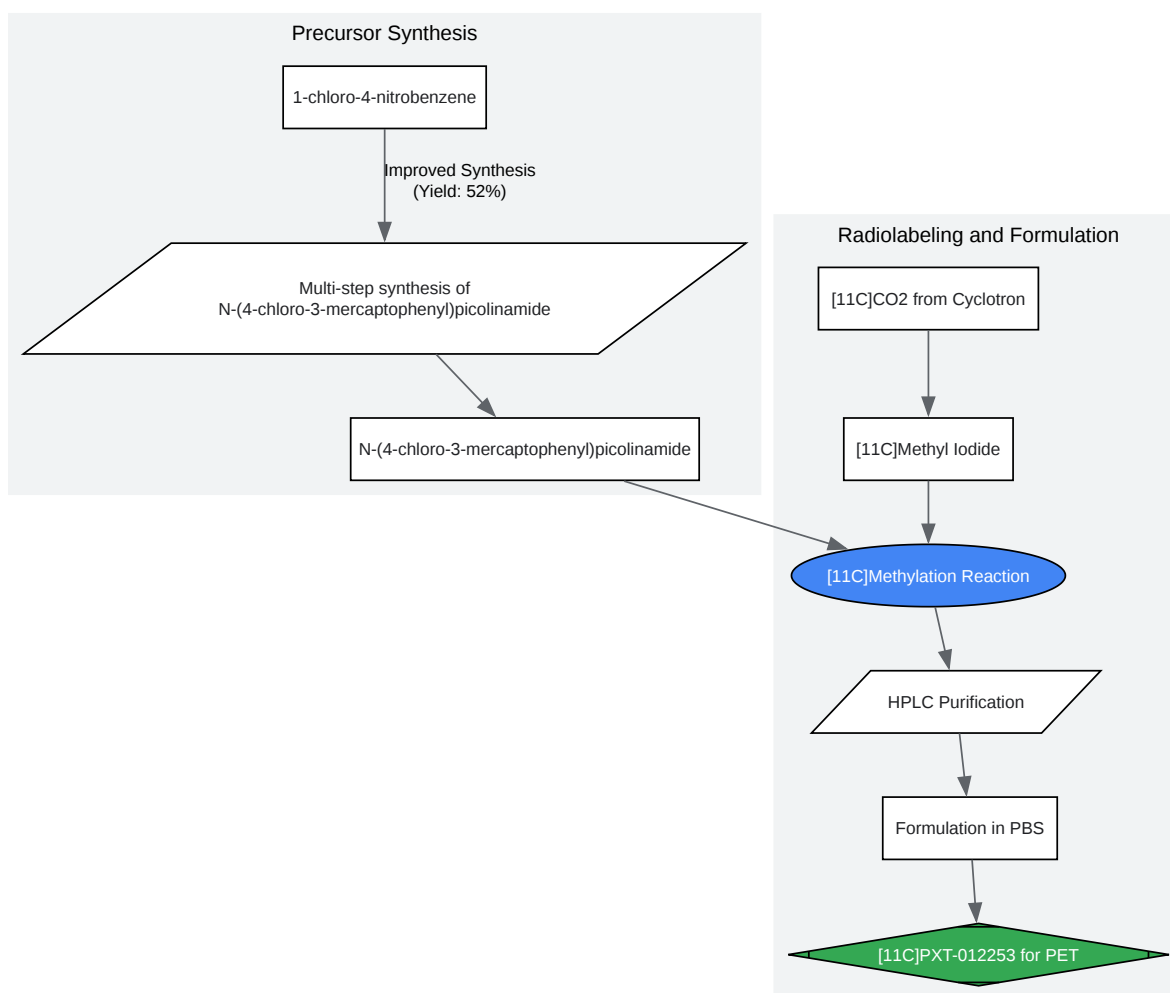 Precursor Synthesis
1-chloro-4-nitrobenzene
Improved Synthesis
(Yield: 52%)
Multi-step synthesis of
N-(4-chloro-3-mercaptophenyl)picolinamide
N-(4-chloro-3-mercaptophenyl)picolinamide
Radiolabeling and Formulation
[11C]CO2 from Cyclotron
[11C]Methyl Iodide
[11C]Methylation Reaction
HPLC Purification
Formulation in PBS
[11C]PXT-012253 for PET